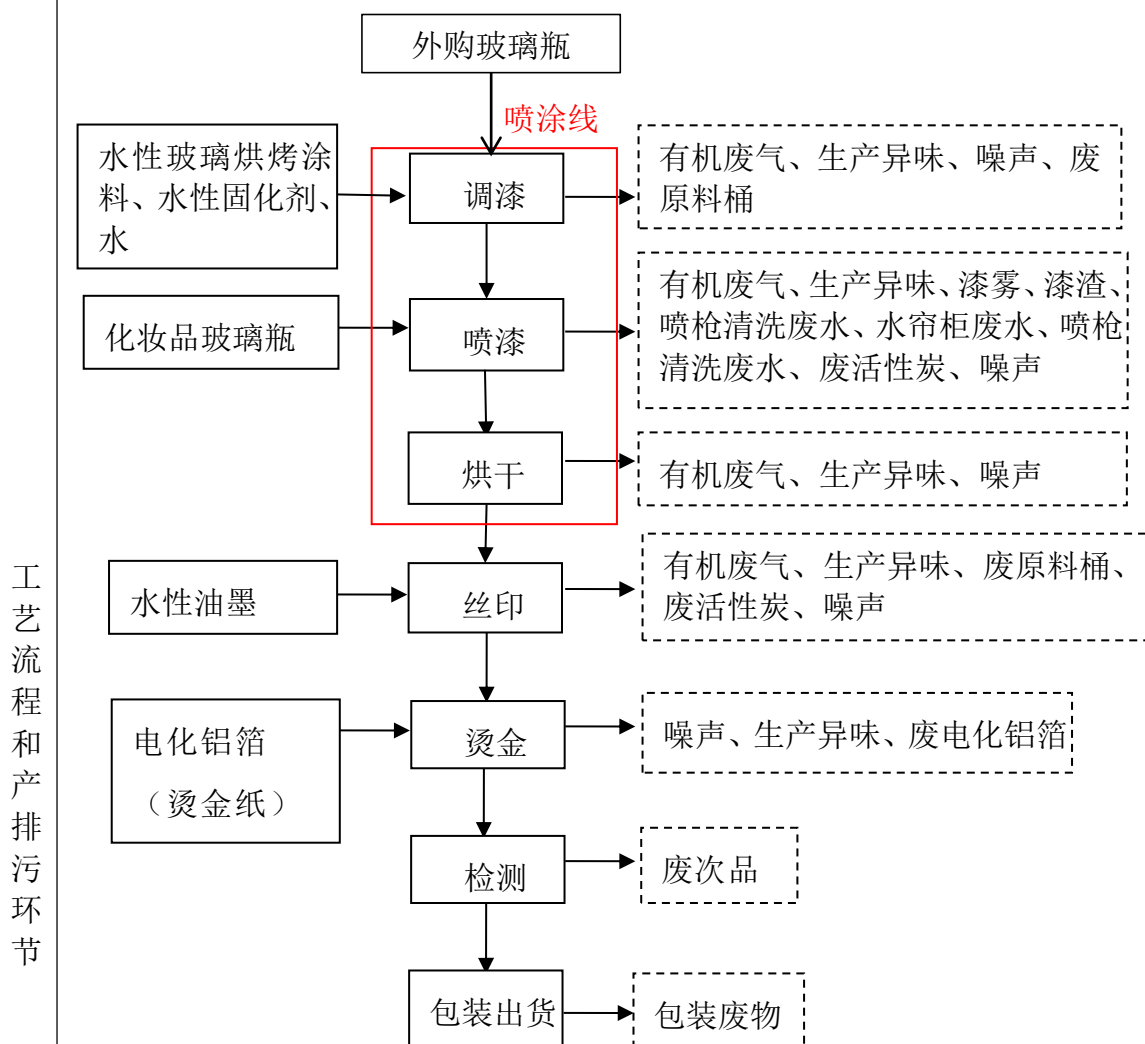 外购玻璃瓶
喷涂线
水性玻璃烘烤涂
料、水性固化剂、
水
调漆
有机废气、生产异味、噪声、废
原料桶
化妆品玻璃瓶
喷漆
有机废气、生产异味、漆雾、漆渣、
喷枪清洗废水、水帘柜废水、喷枪
清洗废水、废活性炭、噪声
烘干
有机废气、生产异味、噪声
水性油墨
丝印
有机废气、生产异味、废原料桶、
废活性炭、噪声
电化铝箔
（烫金纸）
烫金
噪声、生产异味、废电化铝箔
检测
废次品
包装出货
包装废物
工艺流程和产排污环节